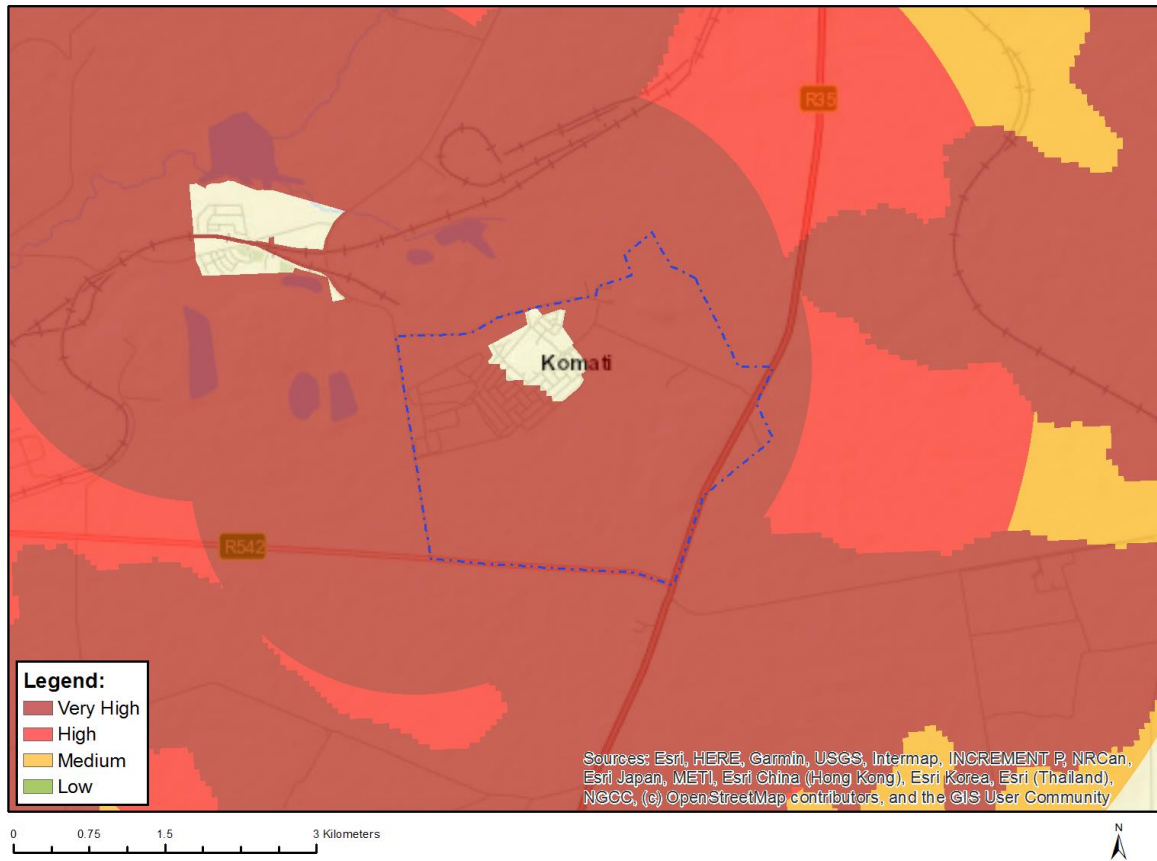 R35
Komati
R542
Legend:
Very High
High
Medium
Low
Sources: Esri, HERE, Garmin, USGS, Intermap, INCREMENT P, NRCan,
Esri Japan, METI, Esri China (Hong Kong), Esri Korea, Esri (Thailand),
NGCC, (c) OpenStreetMap contributors, and the GIS User Community
0 0.75 1.5 3 Kilometers
N